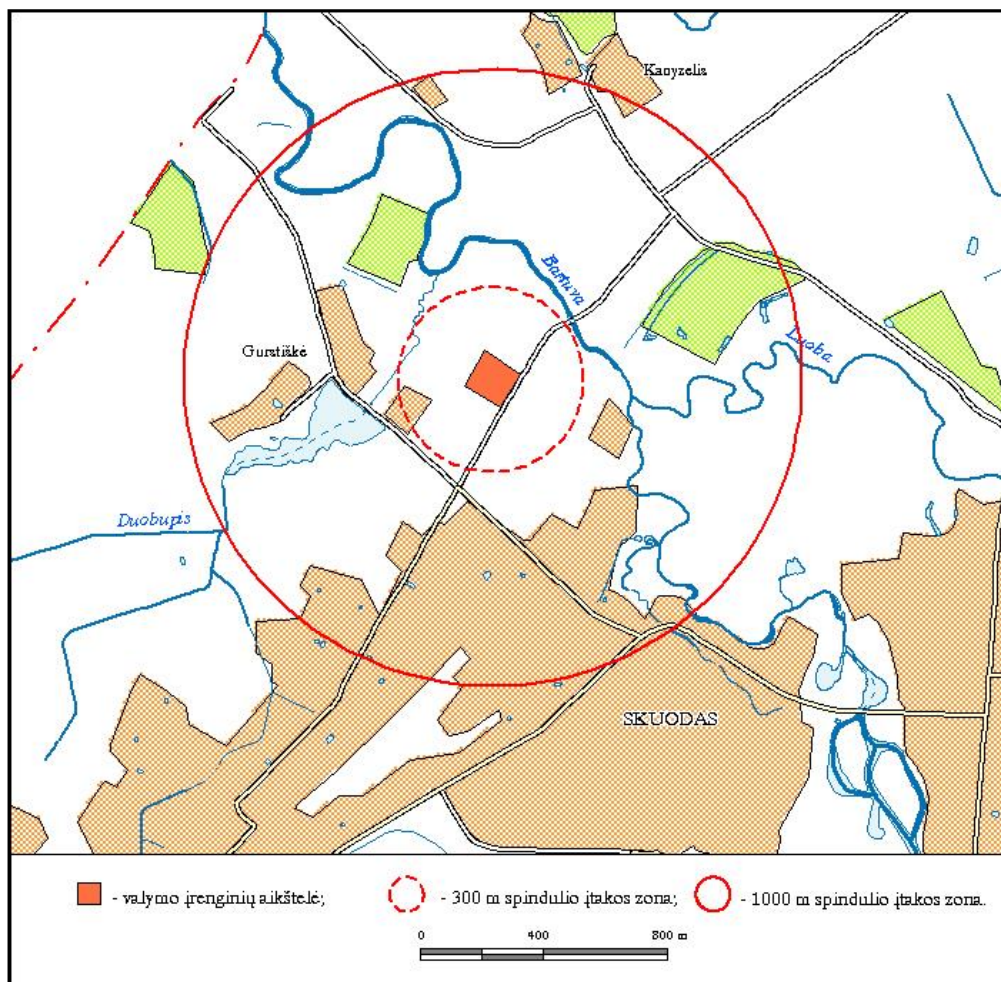 Kaoyzelis
Bartuva
Luoba
Gurstiškė
Duobupis
SKUODAS
- valymo įrenginių aikštelė;
- 300 m spindulio įtakos zona;
- 1000 m spindulio įtakos zona.
0 400 800 m